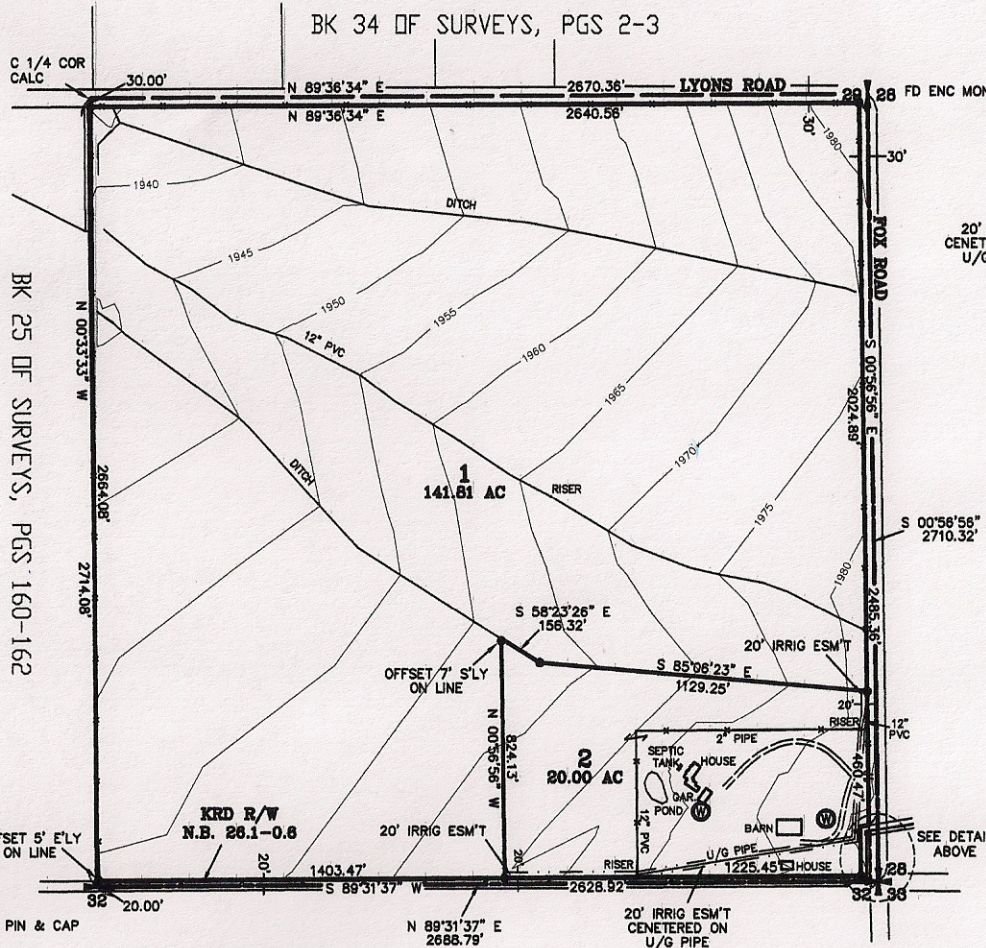 BK 34 OF SURVEYS, PGS 2-3
C 1/4 COR
CALC
30.00'
N 89°36'34" E
2670.36'
LYONS ROAD
28
28
FD ENC MON
N 89°36'34" E
2640.56'
30'
1980
30'
1940
DITCH
FOX ROAD
20'
CENETE
U/G
1945
1950
1955
12" PVC
1960
1965
1970
1975
1980
BK 25 OF SURVEYS, PGS 160-162
N 00°33'33" W
2664.08'
2714.08'
S 00°56'56" E
2024.89'
DITCH
1
141.81 AC
RISER
S 00°56'56"
2710.32'
2485.36'
S 58°23'26" E
156.32'
20' IRRIG ESM'T
OFFSET 7' S'LY
ON LINE
S 85°06'23" E
1129.25'
20'
RISER
12"
PVC
2" PIPE
N 00°56'56" W
824.13'
2
20.00 AC
SEPTIC
TANK
HOUSE
GAR.
POND
W
W
460.47'
12" PVC
BARN
KRD R/W
N.B. 26.1-0.6
20' IRRIG ESM'T
FSET 5' E'LY
ON LINE
SEE DETAIL
ABOVE
U/G PIPE
20'
1403.47'
20'
RISER
1225.45'
HOUSE
28
S 89°31'37" W
2628.92'
32
33
20.00'
PIN & CAP
N 89°31'37" E
2688.79'
20' IRRIG ESM'T
CENETERED ON
U/G PIPE